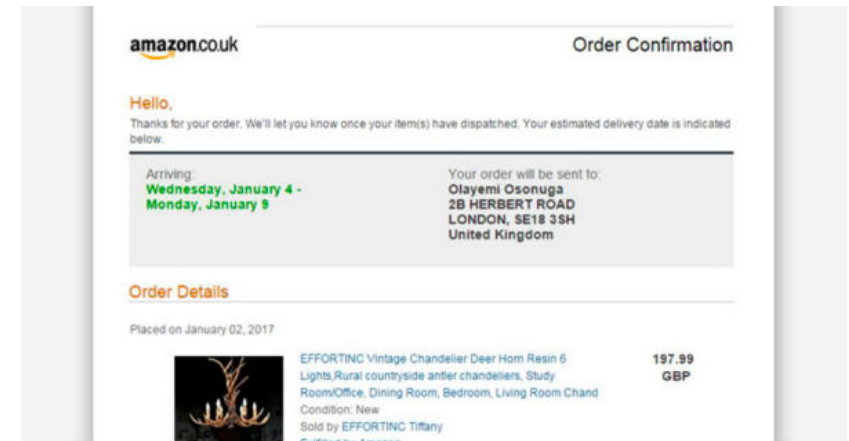 amazon.co.uk
Order Confirmation
Hello,
Thanks for your order. We'll let you know once your item(s) have dispatched. Your estimated delivery date is indicated
below.
Arriving:
Wednesday, January 4 -
Monday, January 9
Your order will be sent to:
Olayemi Osonuga
2B HERBERT ROAD
LONDON, SE18 3SH
United Kingdom
Order Details
Placed on January 02, 2017
EFFORTINC Vintage Chandelier Deer Horn Resin 6
Lights,Rural countryside antler chandeliers, Study
Room/Office, Dining Room, Bedroom, Living Room Chand
Condition: New
Sold by EFFORTINC Tiffany
Fulfilled by Amazon
197.99
GBP